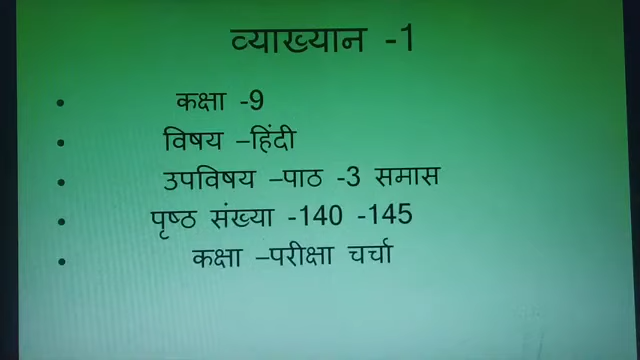 व्याख्यान -1
• कक्षा -9
• विषय –हिंदी
• उपविषय –पाठ -3 समास
• पृष्ठ संख्या -140 -145
• कक्षा –परीक्षा चर्चा